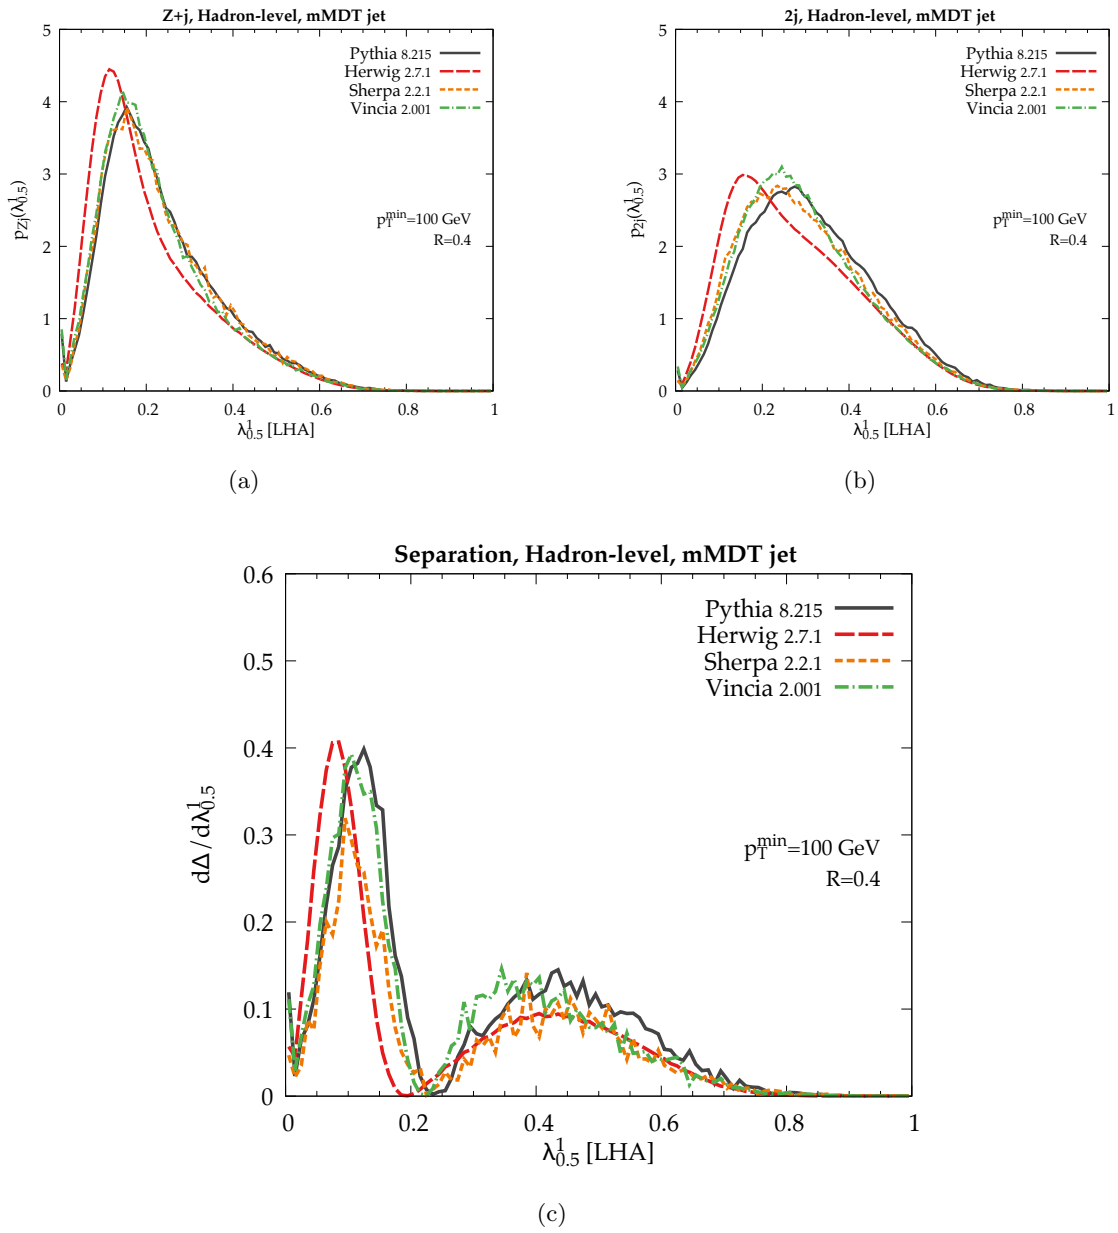 Z+j, Hadron-level, mMDT jet
5
4
3
2
1
0
p_Zj(λ^1_0.5)
Pythia 8.215
Herwig 2.7.1
Sherpa 2.2.1
Vincia 2.001
p_T^min=100 GeV
R=0.4
0 0.2 0.4 0.6 0.8 1
λ^1_0.5 [LHA]
(a)
2j, Hadron-level, mMDT jet
5
4
3
2
1
0
p_2j(λ^1_0.5)
Pythia 8.215
Herwig 2.7.1
Sherpa 2.2.1
Vincia 2.001
p_T^min=100 GeV
R=0.4
0 0.2 0.4 0.6 0.8 1
λ^1_0.5 [LHA]
(b)
Separation, Hadron-level, mMDT jet
0.6
0.5
0.4
0.3
0.2
0.1
0
dΔ/dλ^1_0.5
Pythia 8.215
Herwig 2.7.1
Sherpa 2.2.1
Vincia 2.001
p_T^min=100 GeV
R=0.4
0 0.2 0.4 0.6 0.8 1
λ^1_0.5 [LHA]
(c)